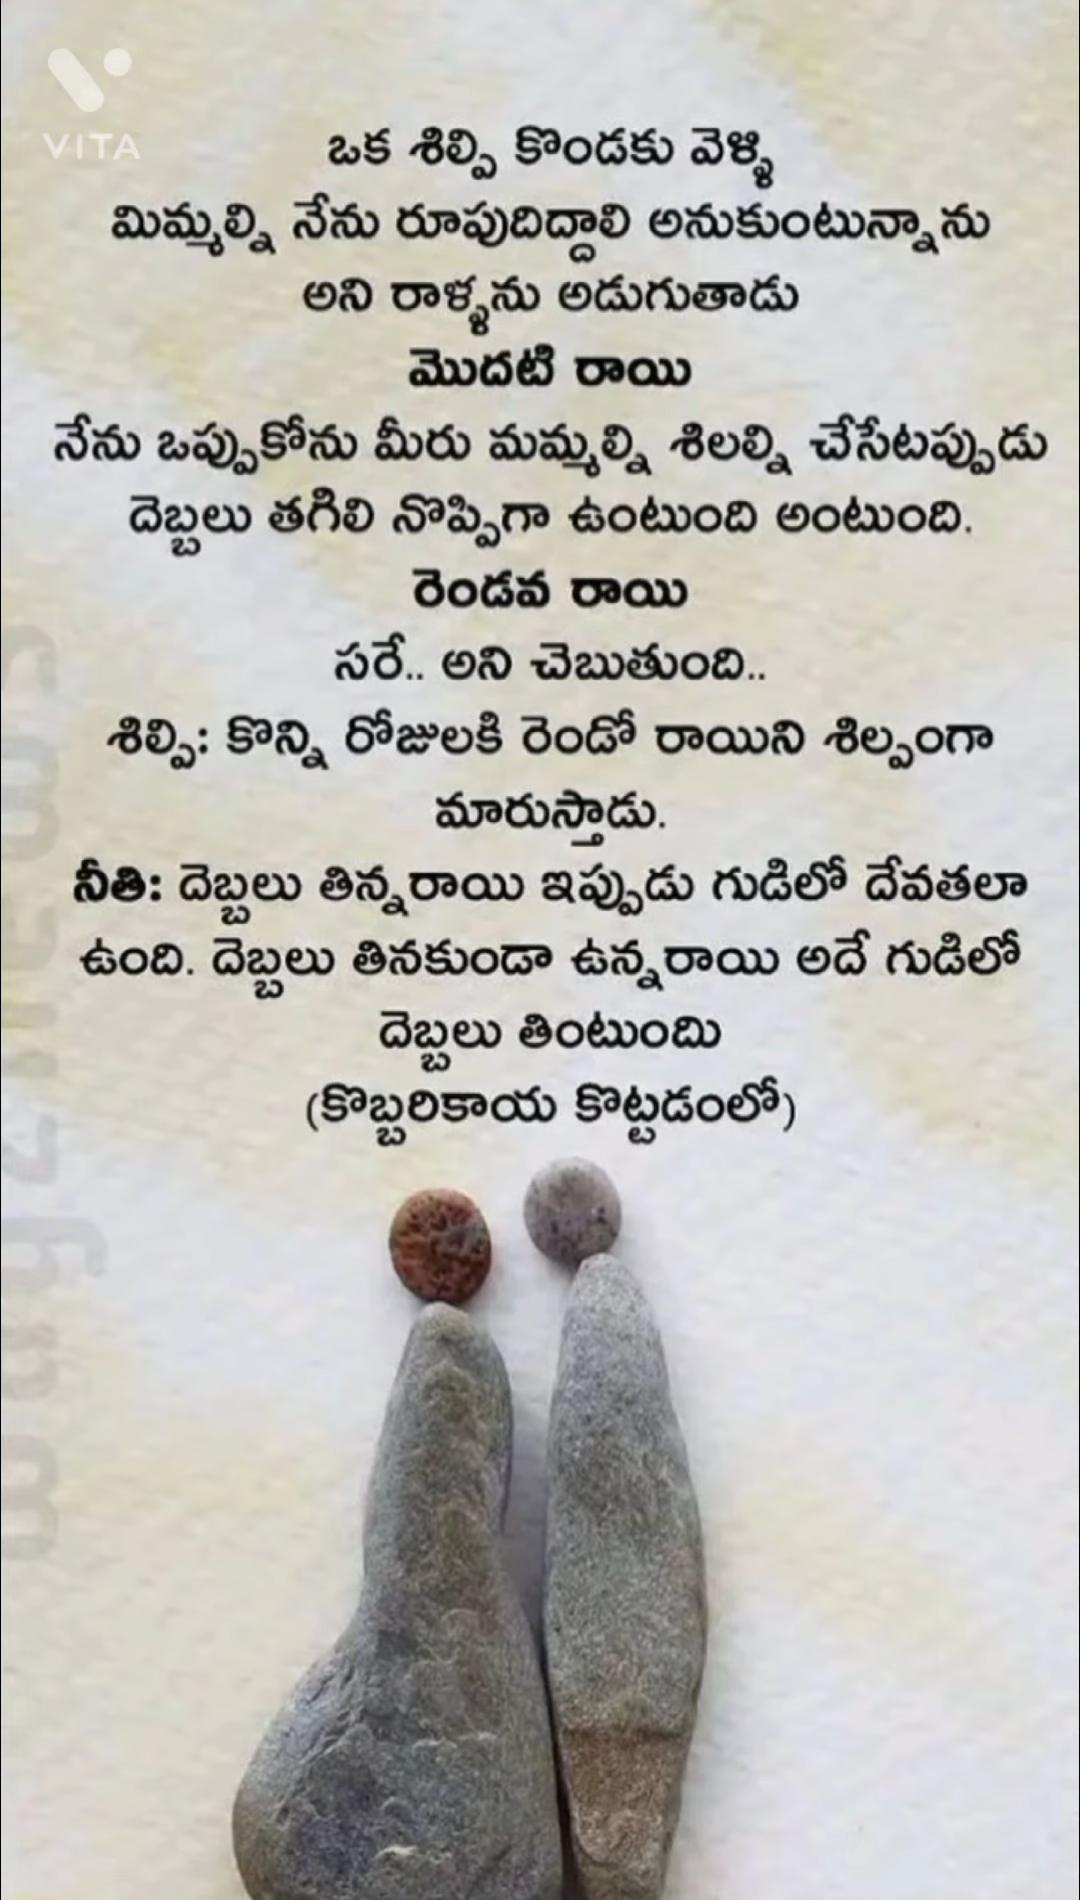 VITA
ఒక శిల్పి కొండకు వెళ్ళి
మిమ్మల్ని నేను రూపుదిద్దాలి అనుకుంటున్నాను
అని రాళ్ళను అడుగుతాడు
మొదటి రాయి
నేను ఒప్పుకోను మీరు మమ్మల్ని శిలల్ని చేసేటప్పుడు
దెబ్బలు తగిలి నొప్పిగా ఉంటుంది అంటుంది.
రెండవ రాయి
సరే.. అని చెబుతుంది..
శిల్పి: కొన్ని రోజులకి రెండో రాయిని శిల్పంగా
మారుస్తాడు.
నీతి: దెబ్బలు తిన్నరాయి ఇప్పుడు గుడిలో దేవతలా
ఉంది. దెబ్బలు తినకుండా ఉన్నరాయి అదే గుడిలో
దెబ్బలు తింటుంది
(కొబ్బరికాయ కొట్టడంలో)